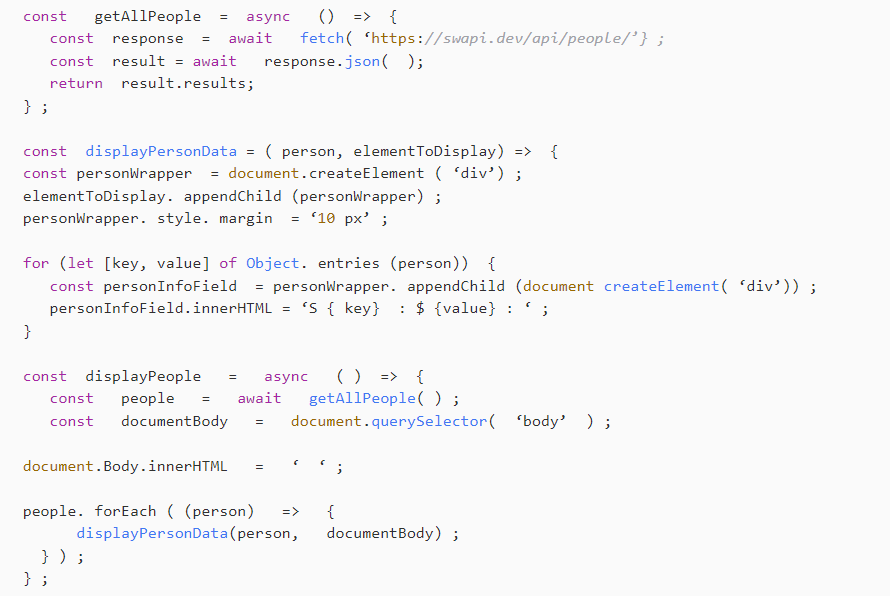 const getAllPeople = async () => {
const response = await fetch( ‘https://swapi.dev/api/people/’} ;
const result = await response.json( );
return result.results;
} ;
const displayPersonData = ( person, elementToDisplay) => {
const personWrapper = document.createElement ( ‘div’) ;
elementToDisplay. appendChild (personWrapper) ;
personWrapper. style. margin = ‘10 px’ ;
for (let [key, value] of Object. entries (person)) {
const personInfoField = personWrapper. appendChild (document createElement( ‘div’)) ;
personInfoField.innerHTML = ‘S { key} : $ {value} : ‘ ;
}
const displayPeople = async ( ) => {
const people = await getAllPeople( ) ;
const documentBody = document.querySelector( ‘body’ ) ;
document.Body.innerHTML = ‘ ‘ ;
people. forEach ( (person) => {
displayPersonData(person, documentBody) ;
} ) ;
} ;